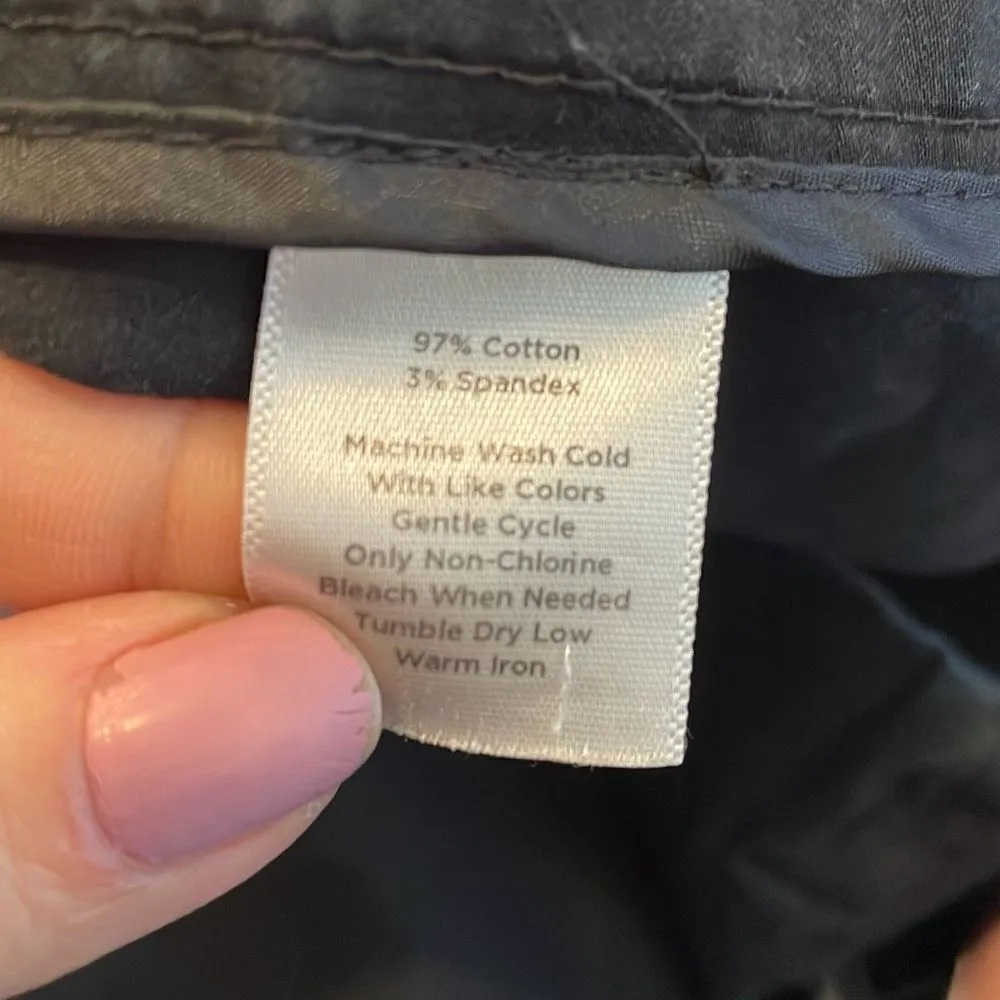 97% Cotton
3% Spandex
Machine Wash Cold
With Like Colors
Gentle Cycle
Only Non-Chlorine
Bleach When Needed
Tumble Dry Low
Warm Iron